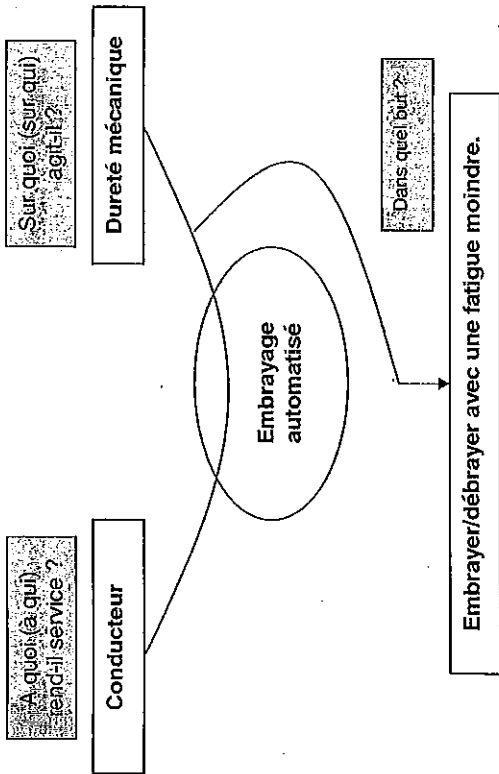 A quoi (à qui)
rend-il service ?
Conducteur
Sur quoi (sur qui)
agit-il ?
Dureté mécanique
Embrayage
automatisé
Dans quel but ?
Embrayer/débrayer avec une fatigue moindre.